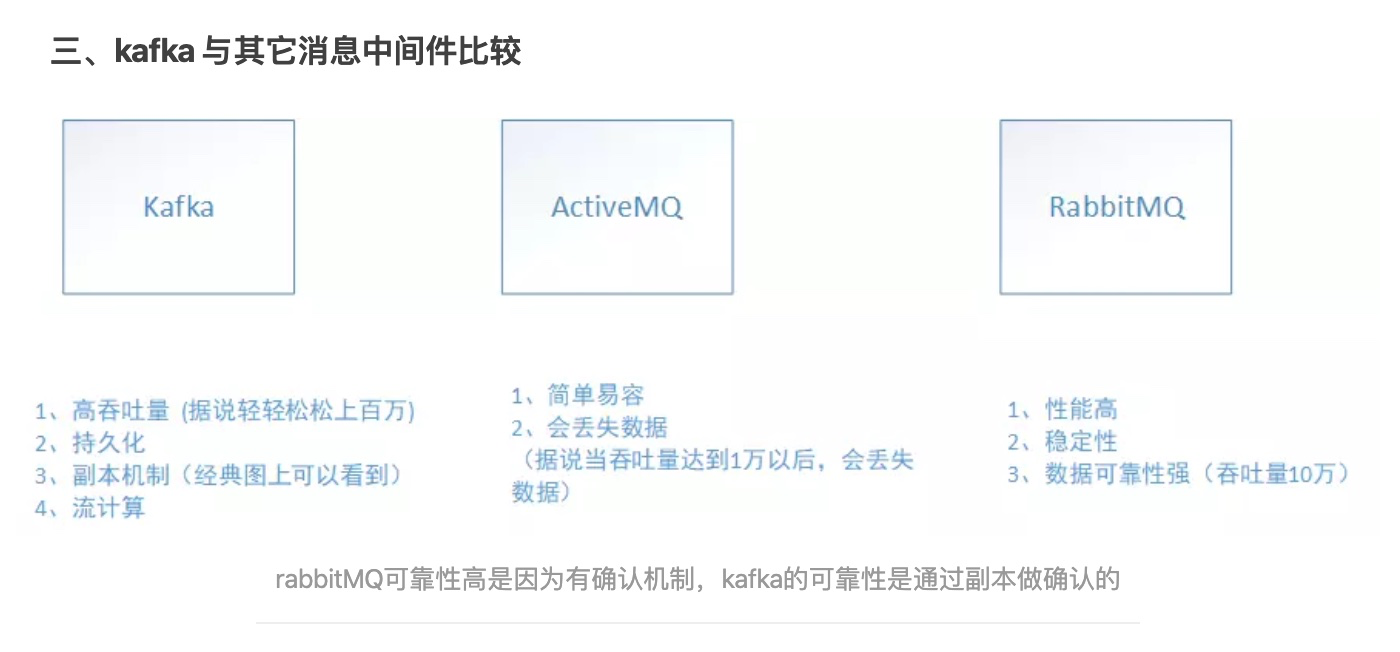 三、kafka 与其它消息中间件比较
Kafka
ActiveMQ
RabbitMQ
1、高吞吐量 (据说轻轻松松上百万)
2、持久化
3、副本机制（经典图上可以看到）
4、流计算
1、简单易容
2、会丢失数据
（据说当吞吐量达到1万以后，会丢失
数据）
1、性能高
2、稳定性
3、数据可靠性强（吞吐量10万）
rabbitMQ可靠性高是因为有确认机制，kafka的可靠性是通过副本做确认的